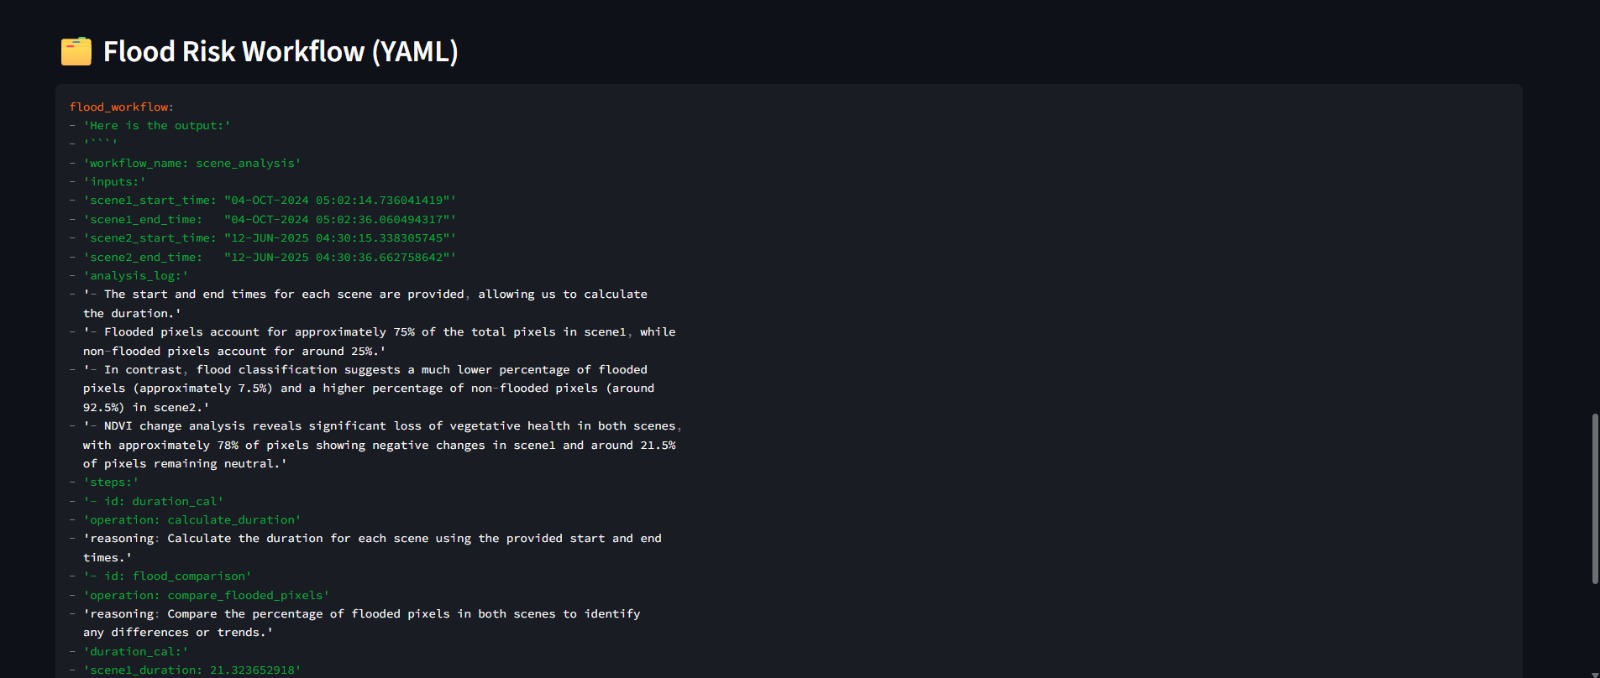 Flood Risk Workflow (YAML)
flood_workflow:
- 'Here is the output:'
- '```'
- 'workflow_name: scene_analysis'
- 'inputs:'
- 'scene1_start_time: "04-OCT-2024 05:02:14.736041419"'
- 'scene1_end_time:   "04-OCT-2024 05:02:36.060494317"'
- 'scene2_start_time: "12-JUN-2025 04:30:15.338305745"'
- 'scene2_end_time:   "12-JUN-2025 04:30:36.662758642"'
- 'analysis_log:'
- '- The start and end times for each scene are provided, allowing us to calculate
the duration.'
- '- Flooded pixels account for approximately 75% of the total pixels in scene1, while
non-flooded pixels account for around 25%.'
- '- In contrast, flood classification suggests a much lower percentage of flooded
pixels (approximately 7.5%) and a higher percentage of non-flooded pixels (around
92.5%) in scene2.'
- '- NDVI change analysis reveals significant loss of vegetative health in both scenes,
with approximately 78% of pixels showing negative changes in scene1 and around 21.5%
of pixels remaining neutral.'
- 'steps:'
- '- id: duration_cal'
- 'operation: calculate_duration'
- 'reasoning: Calculate the duration for each scene using the provided start and end
times.'
- '- id: flood_comparison'
- 'operation: compare_flooded_pixels'
- 'reasoning: Compare the percentage of flooded pixels in both scenes to identify
any differences or trends.'
- 'duration_cal:'
- 'scene1_duration: 21.323652918'